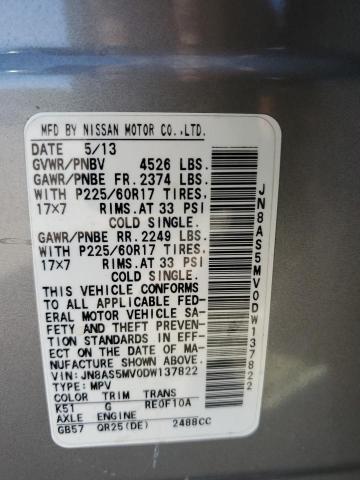 MFD BY NISSAN MOTOR CO.,LTD.
DATE 5/13
GVWR/PNBV 4526 LBS.
GAWR/PNBE FR. 2374 LBS.
WITH P225/60R17 TIRES.
17×7 RIMS.AT 33 PSI
COLD SINGLE.
GAWR/PNBE RR. 2249 LBS.
WITH P225/60R17 TIRES.
17×7 RIMS.AT 33 PSI
COLD SINGLE.
THIS VEHICLE CONFORMS
TO ALL APPLICABLE FED-
ERAL MOTOR VEHICLE SA-
FETY AND THEFT PREVEN-
TION STANDARDS IN EFF-
ECT ON THE DATE OF MA-
NUFACTURE SHOWN ABOVE.
VIN:JN8AS5MV0DW137822
TYPE:MPV
COLOR TRIM TRANS
K51 G RE0F10A
AXLE ENGINE
GB57 QR25(DE) 2488CC
JN8AS5MV0DW137822